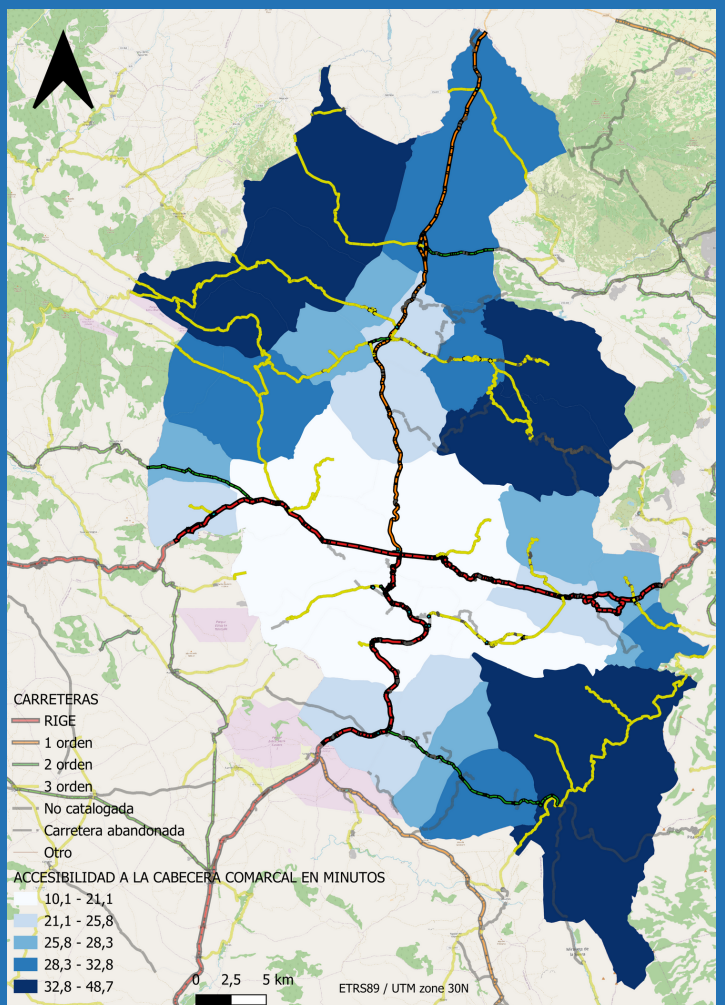 CARRETERAS
RIGE
1 orden
2 orden
3 orden
No catalogada
Carretera abandonada
Otro
ACCESIBILIDAD A LA CABECERA COMARCAL EN MINUTOS
10,1 - 21,1
21,1 - 25,8
25,8 - 28,3
28,3 - 32,8
32,8 - 48,7
0 2,5 5 km
ETRS89 / UTM zone 30N